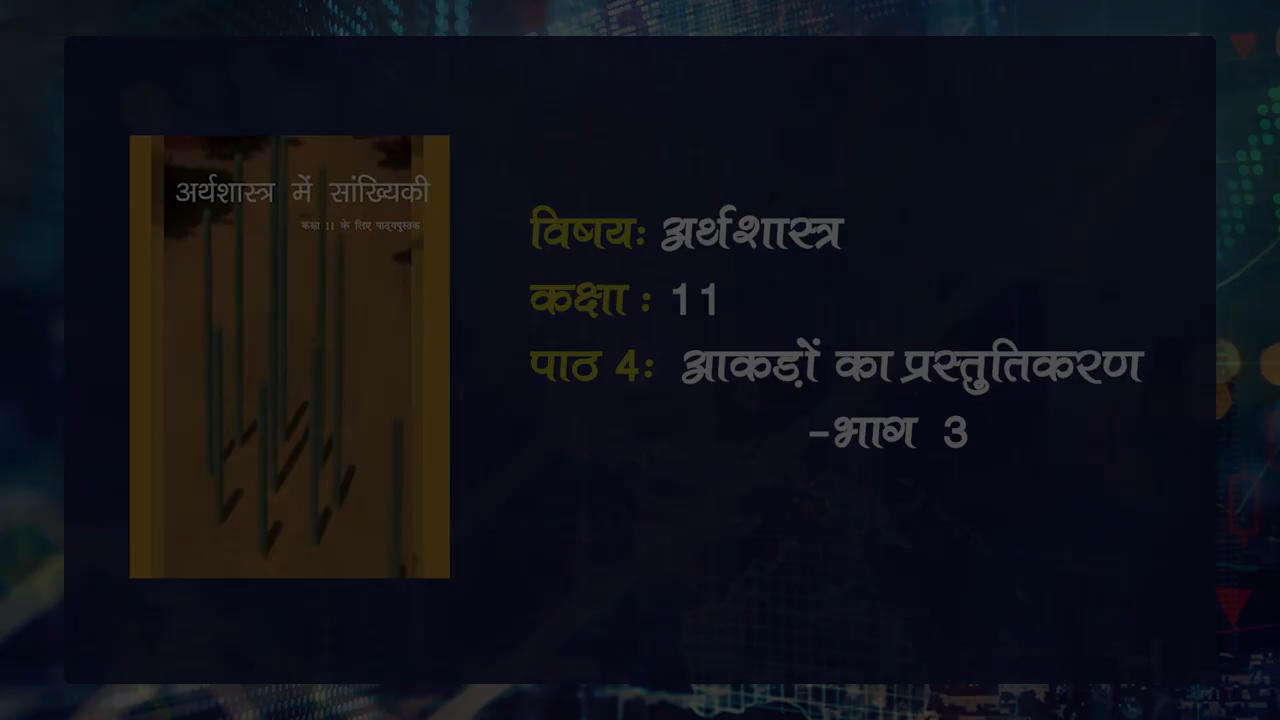 अर्थशास्त्र में सांख्यिकी
कक्षा 11 के लिए पाठ्यपुस्तक
विषय: अर्थशास्त्र
कक्षा : 11
पाठ 4: आकड़ों का प्रस्तुतिकरण
-भाग 3